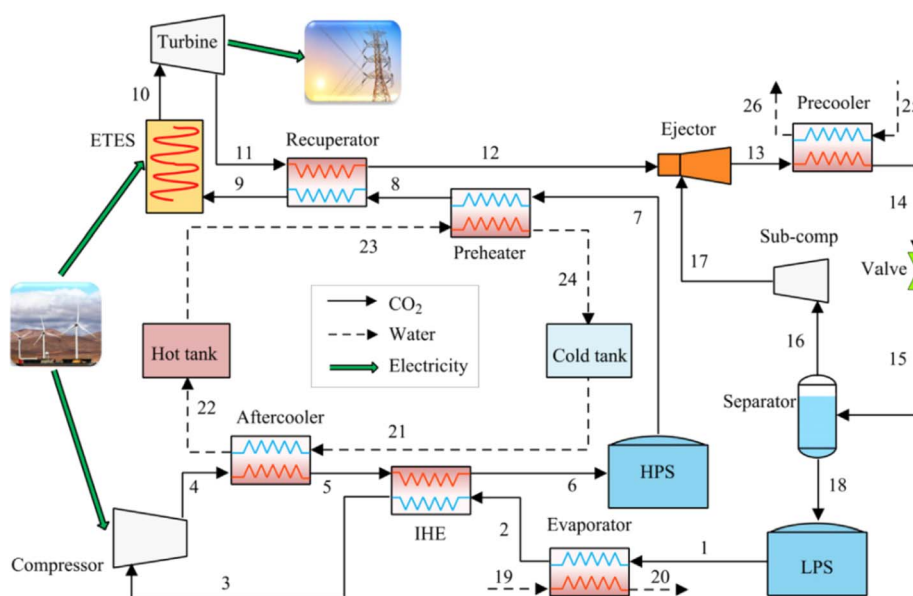 Turbine
10
ETES
11
Recuperator
12
Ejector
13
26
Precooler
9
8
7
14
23
Preheater
24
17
Sub-comp
Valve
CO₂
Water
Electricity
Hot tank
Cold tank
16
15
22
Aftercooler
21
Separator
4
5
6
HPS
18
IHE
2
Evaporator
1
LPS
Compressor
3
19
20